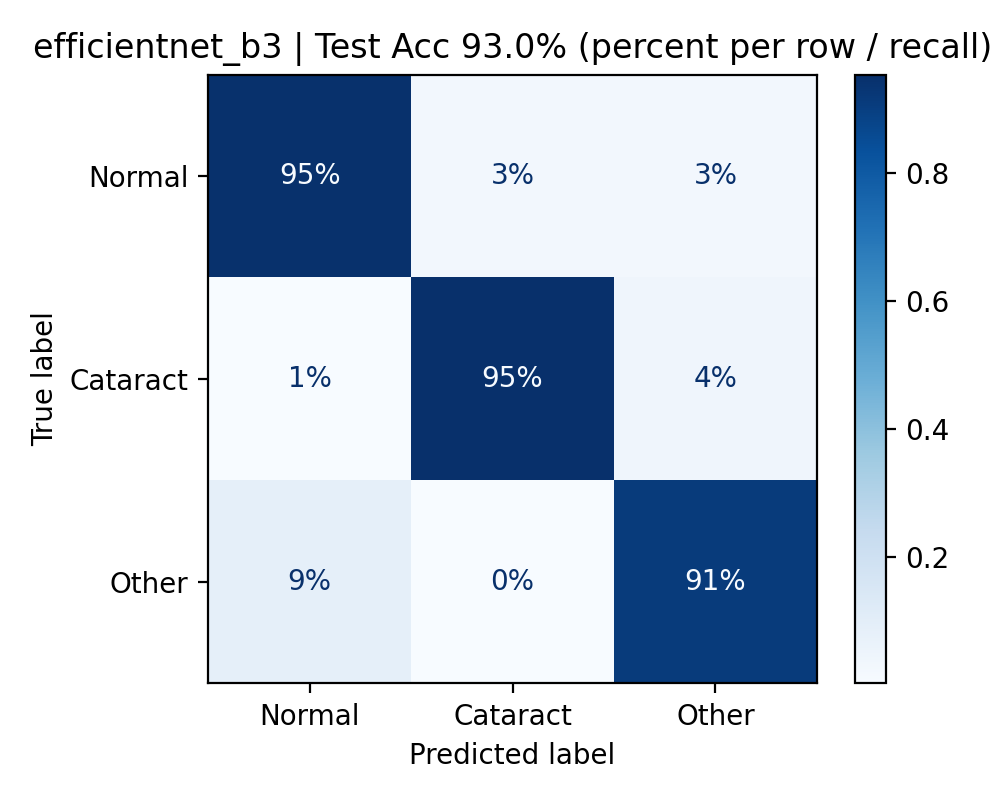 efficientnet_b3 | Test Acc 93.0% (percent per row / recall)
Normal 95% 3% 3%
Cataract 1% 95% 4%
Other 9% 0% 91%
Normal Cataract Other
Predicted label
True label
0.8
0.6
0.4
0.2